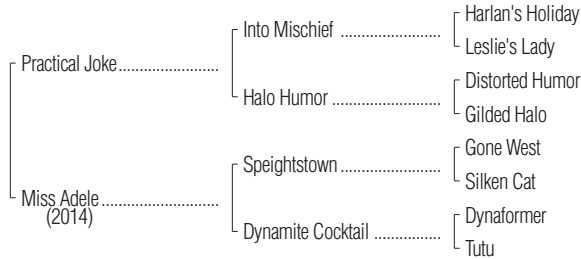 Harlan's Holiday
Into Mischief ......................
Leslie's Lady
Practical Joke ......................
Distorted Humor
Halo Humor ........................
Gilded Halo
Gone West
Speightstown ......................
Silken Cat
Miss Adele ..........................
(2014)
Dynaformer
Dynamite Cocktail ...............
Tutu